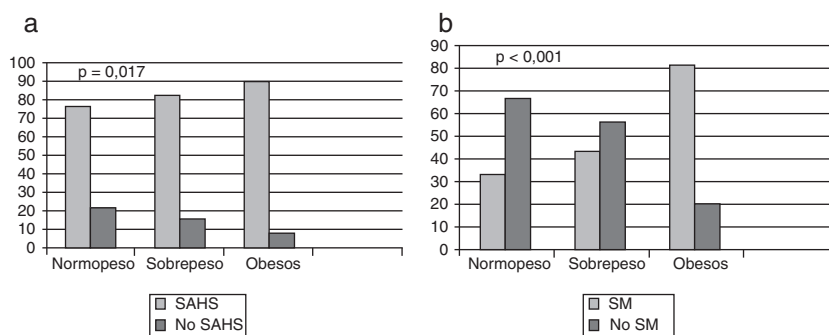 a
p = 0,017
100
90
80
70
60
50
40
30
20
10
0
Normopeso Sobrepeso Obesos
SAHS
No SAHS
b
p < 0,001
90
80
70
60
50
40
30
20
10
0
Normopeso Sobrepeso Obesos
SM
No SM